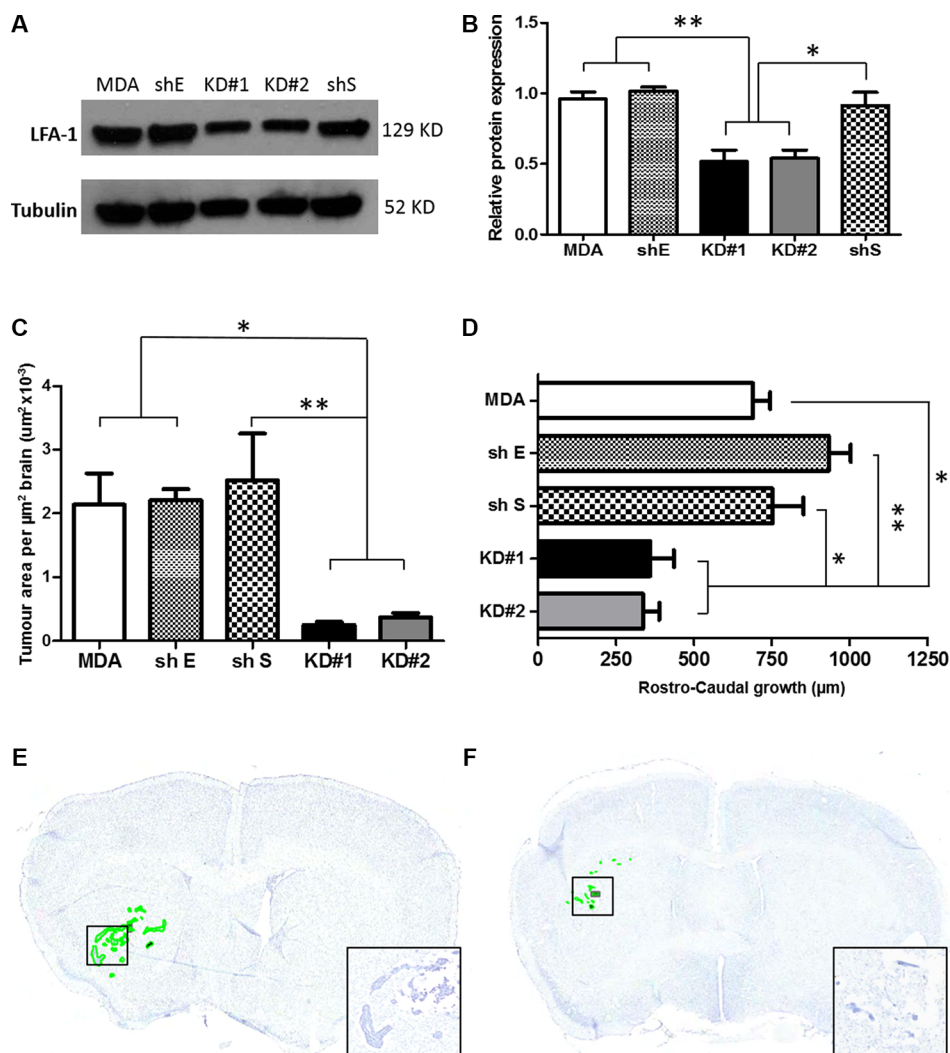 A
MDA shE KD#1 KD#2 shS
LFA-1
129 KD
Tubulin
52 KD
B
Relative protein expression
1.5
1.0
0.5
0.0
**
*
MDA shE KD#1 KD#2 shS
C
Tumour area per µm² brain (um² x10⁻³)
4
3
2
1
0
*
**
MDA sh E sh S KD#1 KD#2
D
MDA
sh E
sh S
KD#1
KD#2
*
**
*
0 250 500 750 1000 1250
Rostro-Caudal growth (µm)
E
F